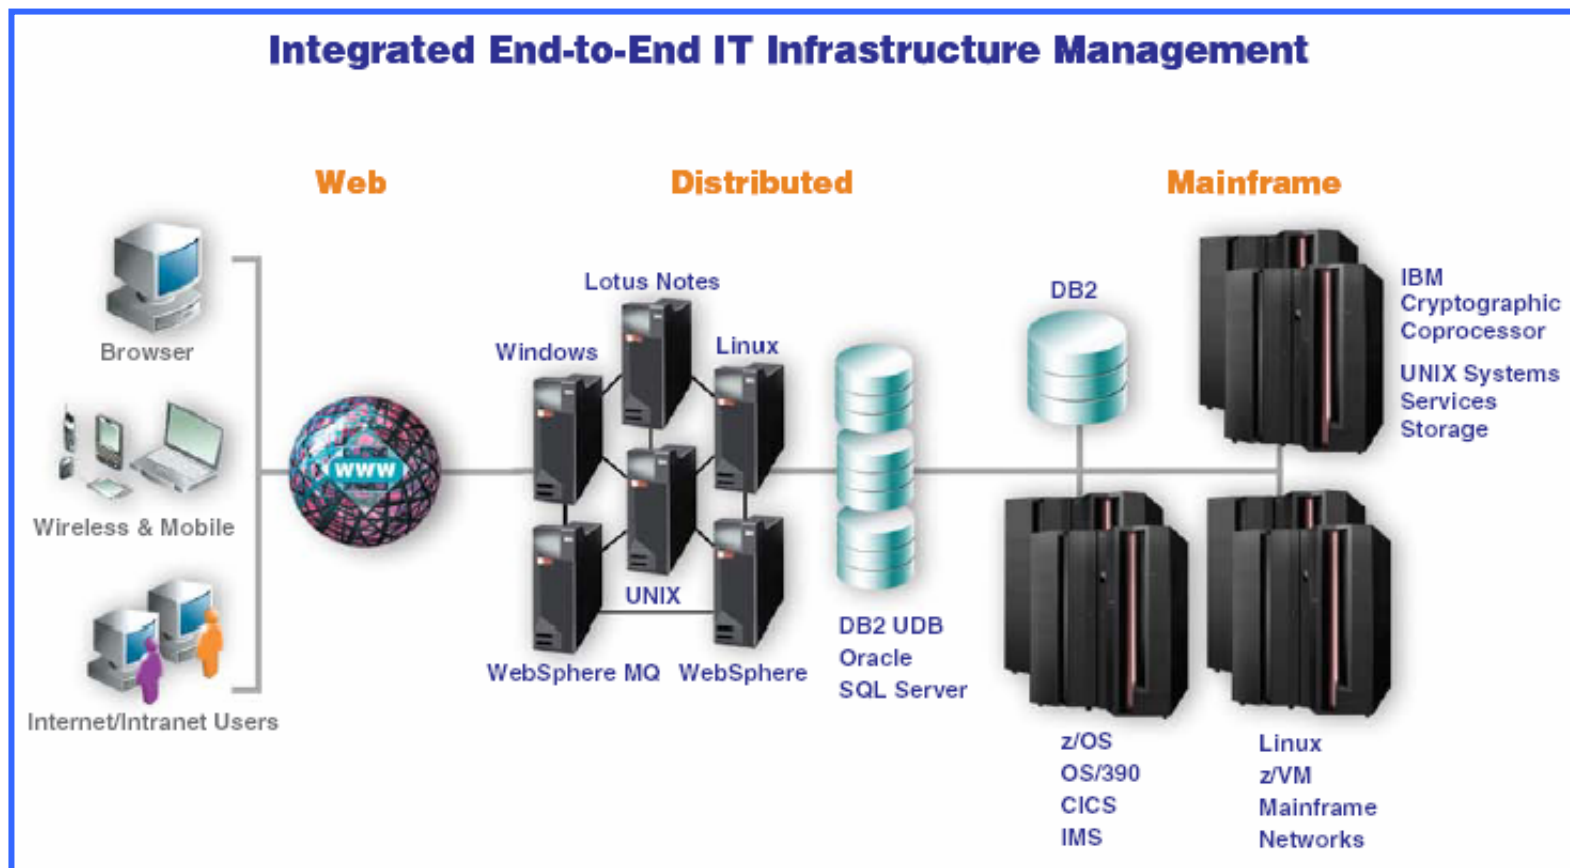 Integrated End-to-End IT Infrastructure Management
Web
Distributed
Mainframe
Browser
Wireless & Mobile
Internet/Intranet Users
www
Lotus Notes
Windows
Linux
UNIX
WebSphere MQ
WebSphere
DB2 UDB
Oracle
SQL Server
DB2
IBM
Cryptographic
Coprocessor
UNIX Systems
Services
Storage
z/OS
OS/390
CICS
IMS
Linux
z/VM
Mainframe
Networks